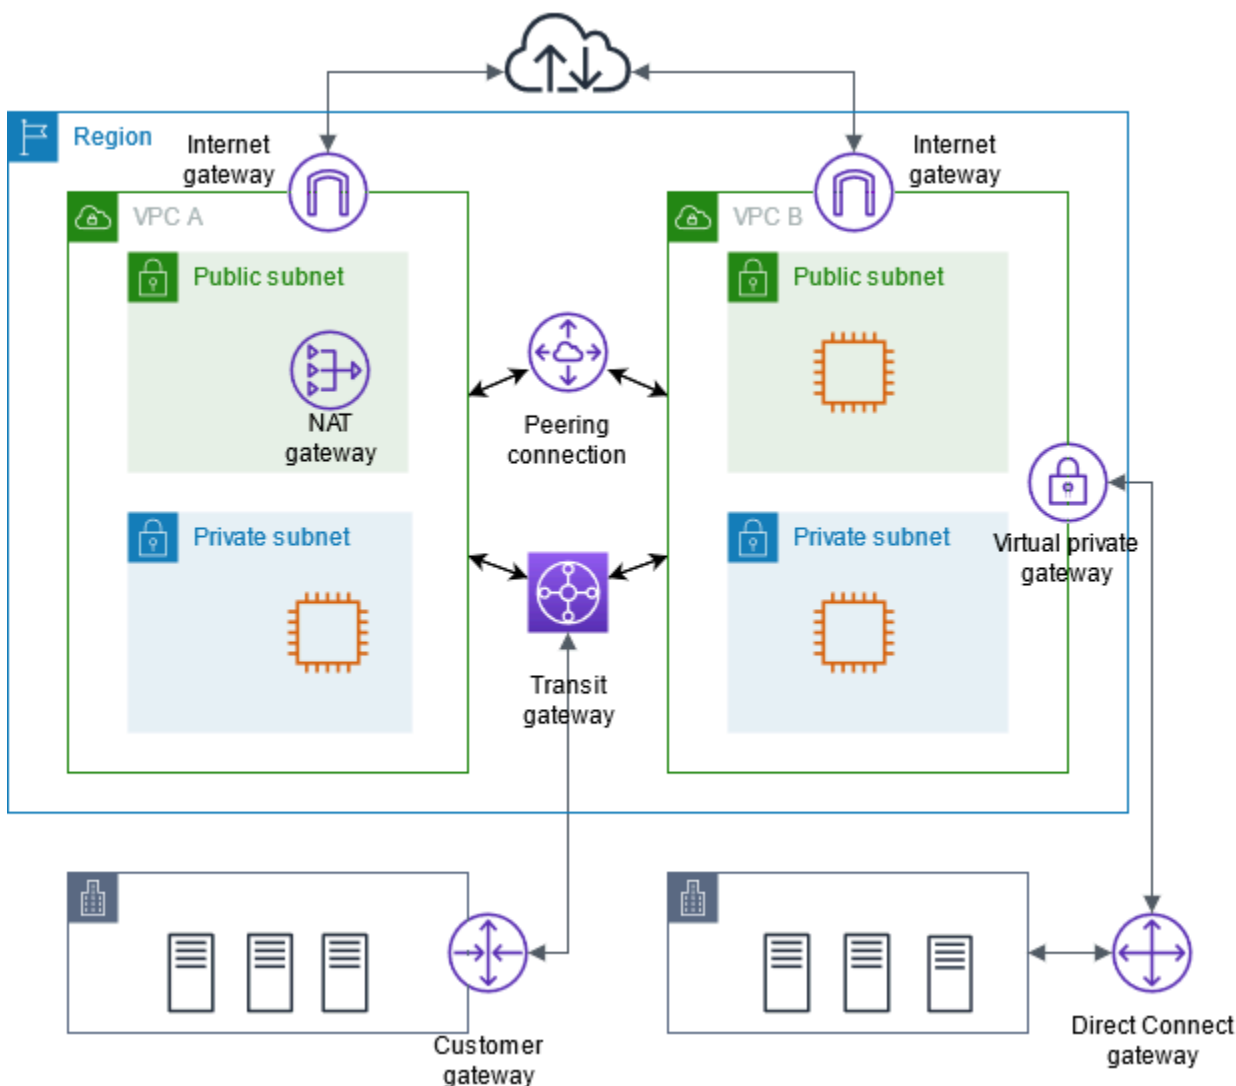 Region
Internet
gateway
Internet
gateway
VPC A
VPC B
Public subnet
Public subnet
NAT
gateway
Peering
connection
Private subnet
Private subnet
Virtual private
gateway
Transit
gateway
Customer
gateway
Direct Connect
gateway